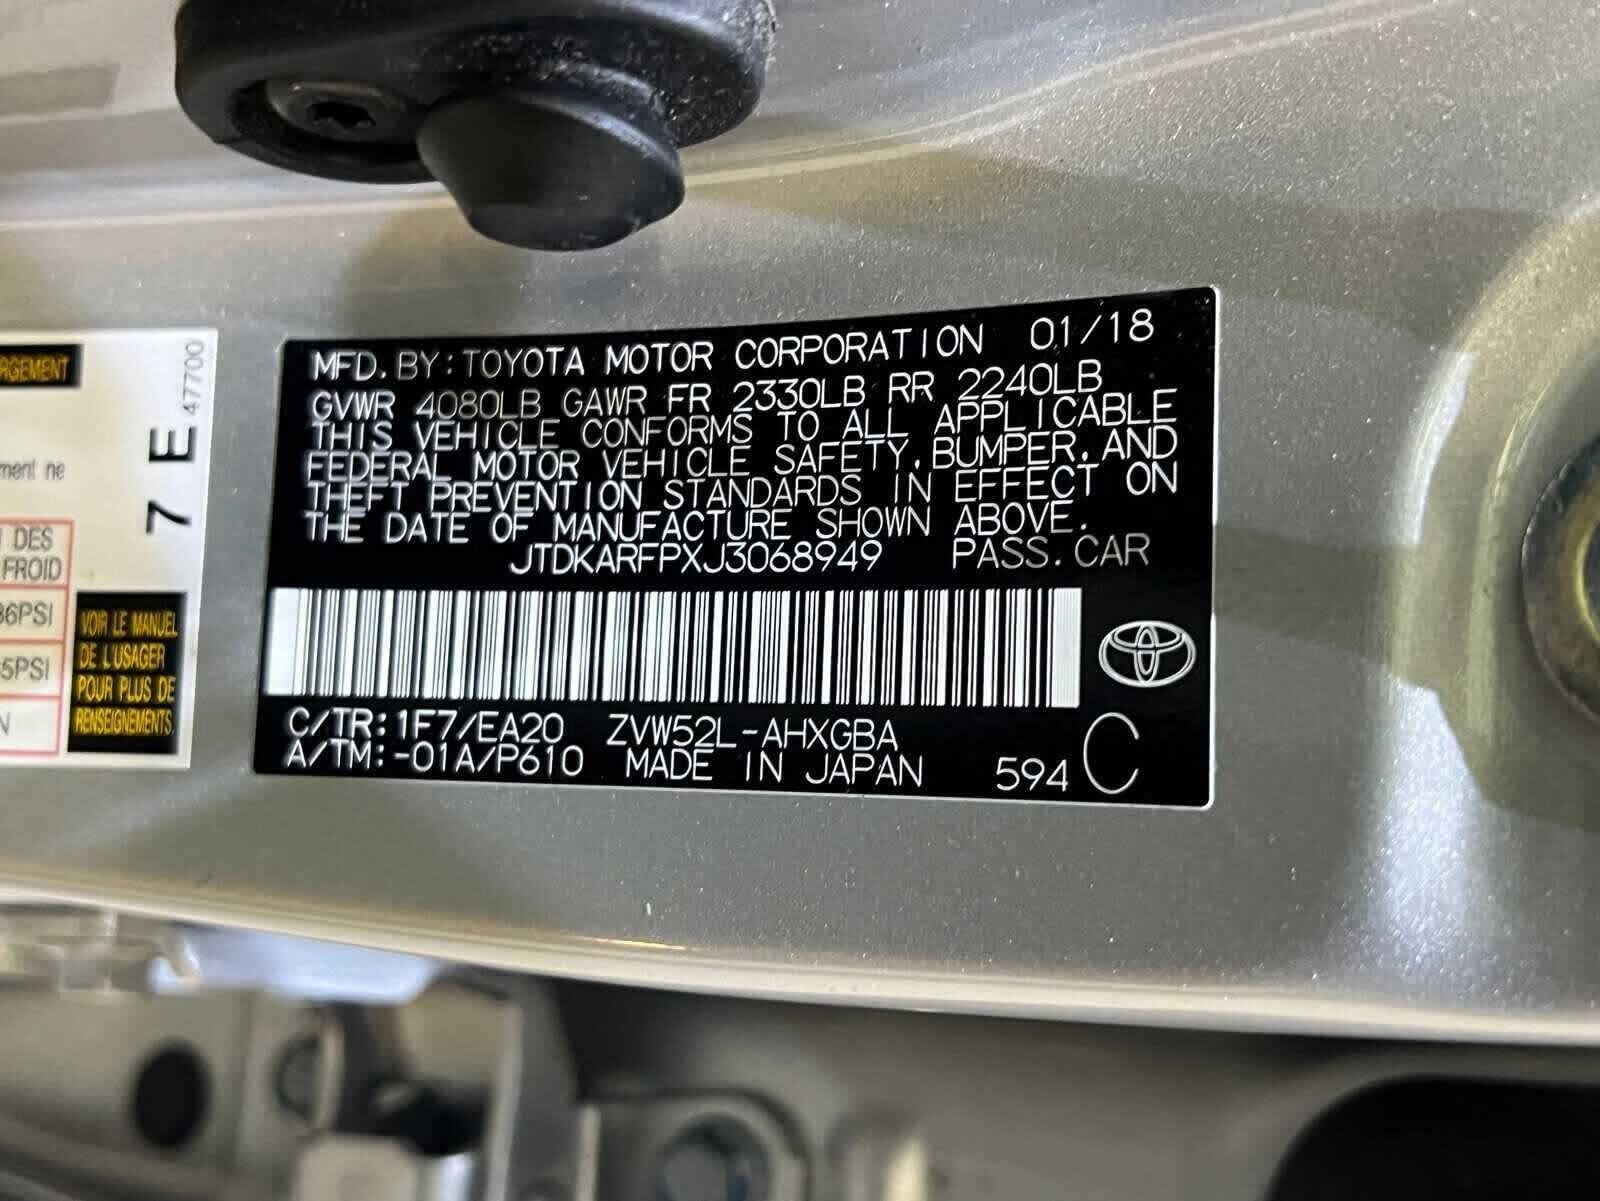 RGEMENT
ment ne
DES
FROID
36PSI
5PSI
N
7 E 47700
VOIR LE MANUEL
DE L'USAGER
POUR PLUS DE
RENSEIGNEMENTS.
MFD. BY: TOYOTA MOTOR CORPORATION 01/18
GVWR 4080LB GAWR FR 2330LB RR 2240LB
THIS VEHICLE CONFORMS TO ALL APPLICABLE
FEDERAL MOTOR VEHICLE SAFETY, BUMPER, AND
THEFT PREVENTION STANDARDS IN EFFECT ON
THE DATE OF MANUFACTURE SHOWN ABOVE.
JTDKARFPXJ3068949 PASS. CAR
C/TR: 1F7/EA20 ZVW52L-AHXGBA
A/TM: -01A/P610 MADE IN JAPAN 594 C